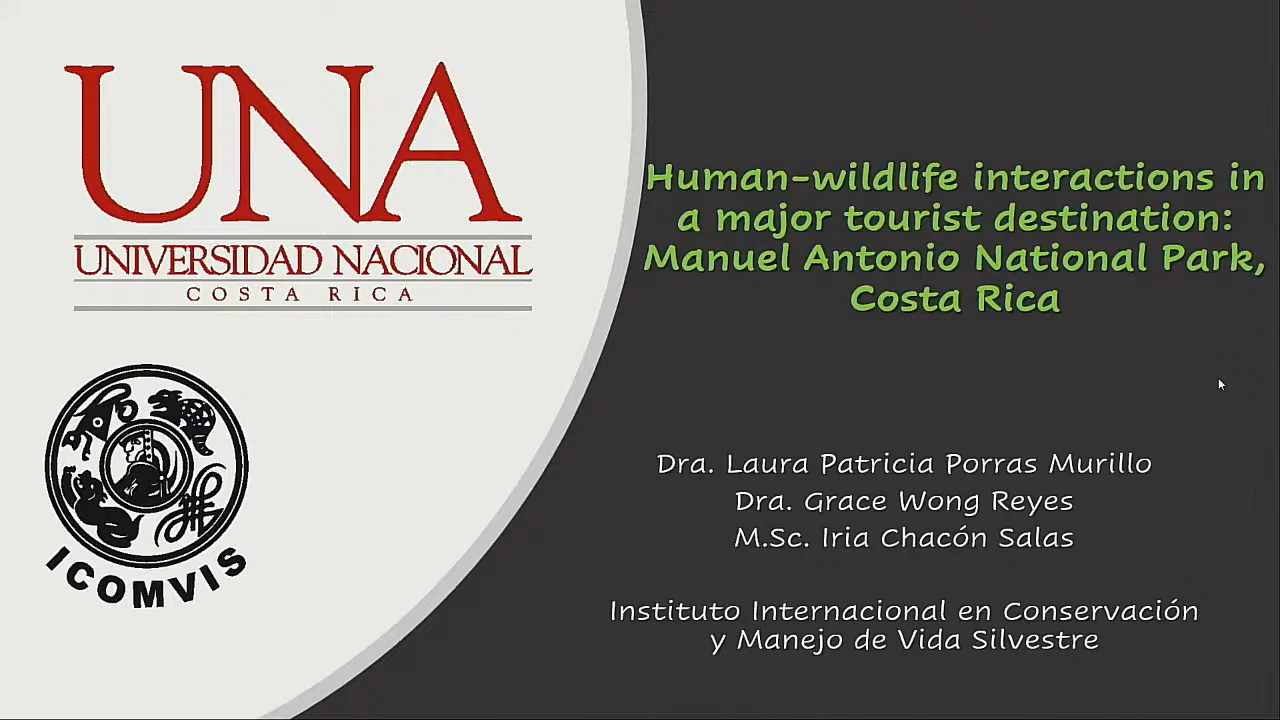 UNA
UNIVERSIDAD NACIONAL
COSTA RICA
ICOMVIS
Human-wildlife interactions in
a major tourist destination:
Manuel Antonio National Park,
Costa Rica
Dra. Laura Patricia Porras Murillo
Dra. Grace Wong Reyes
M.Sc. Iria Chacón Salas
Instituto Internacional en Conservación
y Manejo de Vida Silvestre